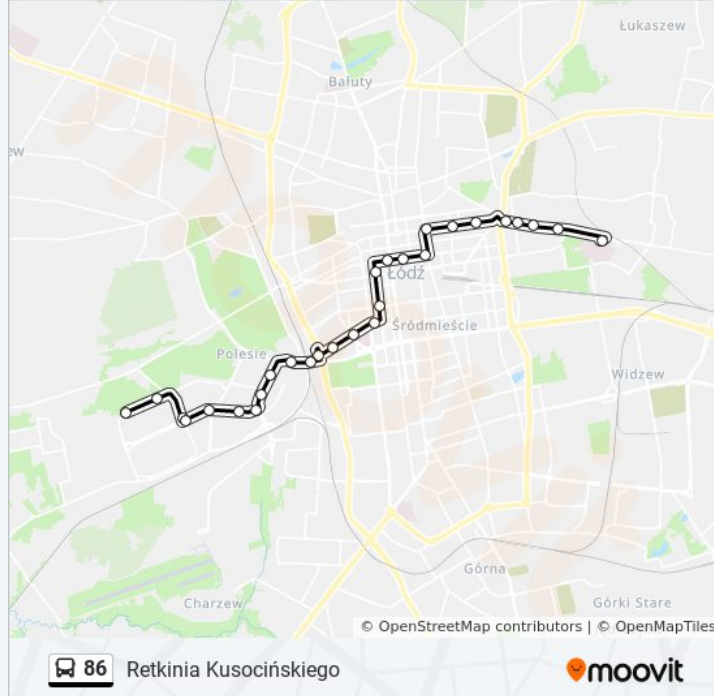 Łukaszew
Bałuty
ew
Łódź
Śródmieście
Polesie
Widzew
Górna
Charzew
Górki Stare
© OpenStreetMap contributors | © OpenMapTiles
86 Retkinia Kusocińskiego
moovit